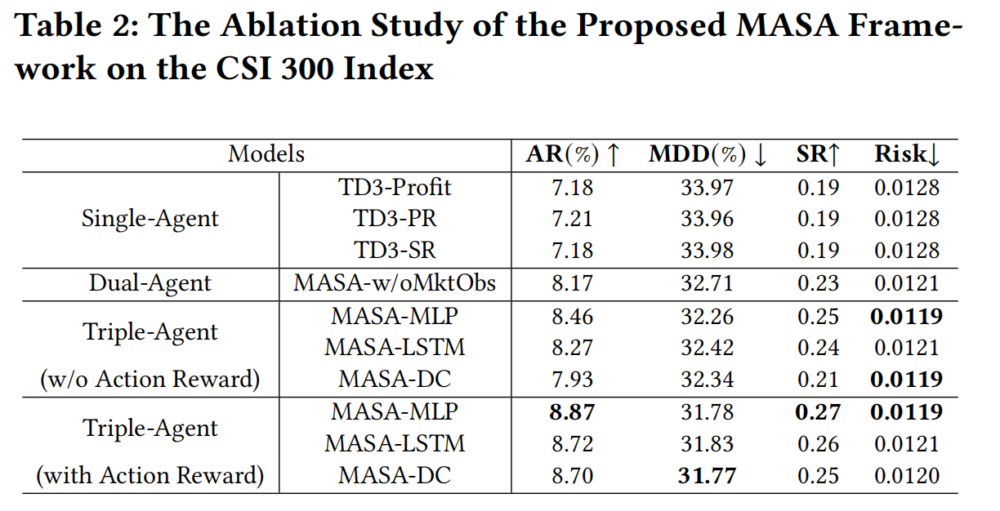 Table 2: The Ablation Study of the Proposed MASA Frame-
work on the CSI 300 Index
Models AR(%) ↑ MDD(%) ↓ SR↑ Risk↓
Single-Agent
TD3-Profit 7.18 33.97 0.19 0.0128
TD3-PR 7.21 33.96 0.19 0.0128
TD3-SR 7.18 33.98 0.19 0.0128
Dual-Agent MASA-w/oMktObs 8.17 32.71 0.23 0.0121
Triple-Agent
(w/o Action Reward)
MASA-MLP 8.46 32.26 0.25 0.0119
MASA-LSTM 8.27 32.42 0.24 0.0121
MASA-DC 7.93 32.34 0.21 0.0119
Triple-Agent
(with Action Reward)
MASA-MLP 8.87 31.78 0.27 0.0119
MASA-LSTM 8.72 31.83 0.26 0.0121
MASA-DC 8.70 31.77 0.25 0.0120